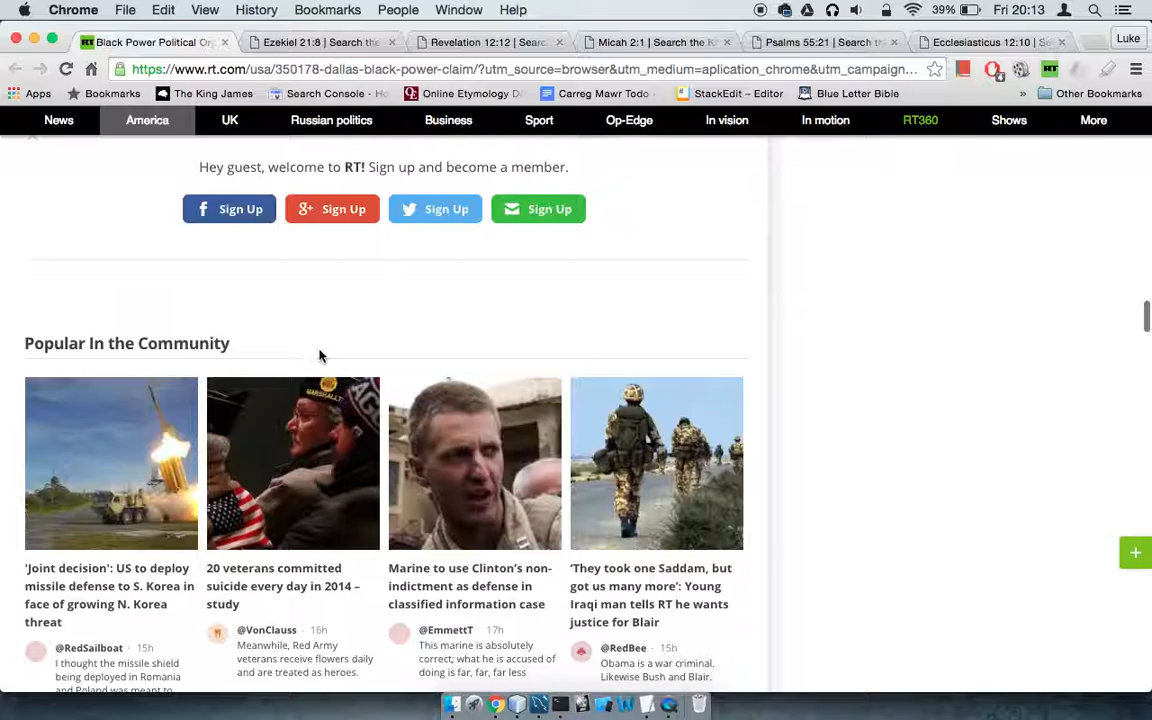 Chrome File Edit View History Bookmarks People Window Help 39% Fri 20:13
Black Power Political Or Ezekiel 21:8 | Search the Revelation 12:12 | Searc Micah 2:1 | Search the K Psalms 55:21 | Search th Ecclesiasticus 12:10 | Se Luke
https://www.rt.com/usa/350178-dallas-black-power-claim/?utm_source=browser&utm_medium=aplication_chrome&utm_campaign...
Apps Bookmarks The King James Search Console - Ho Online Etymology D Carreg Mawr Todo StackEdit – Editor Blue Letter Bible » Other Bookmarks
News America UK Russian politics Business Sport Op-Edge In vision In motion RT360 Shows More
Hey guest, welcome to RT! Sign up and become a member.
f Sign Up g+ Sign Up Sign Up Sign Up
Popular In the Community
MARSHALLT
'Joint decision': US to deploy
missile defense to S. Korea in
face of growing N. Korea
threat
@RedSailboat · 15h
I thought the missile shield
being deployed in Romania
and Poland was meant to
20 veterans committed
suicide every day in 2014 –
study
@VonClauss · 16h
Meanwhile, Red Army
veterans receive flowers daily
and are treated as heroes.
Marine to use Clinton's non-
indictment as defense in
classified information case
@EmmettT 17h
This marine is absolutely
correct; what he is accused of
doing is far, far, far less
'They took one Saddam, but
got us many more': Young
Iraqi man tells RT he wants
justice for Blair
@RedBee · 15h
Obama is a war criminal.
Likewise Bush and Blair.